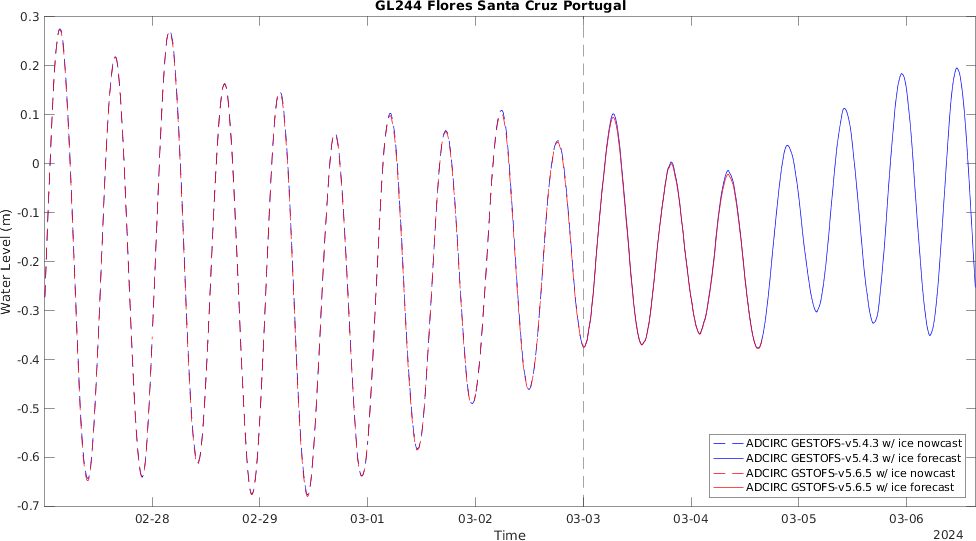 GL244 Flores Santa Cruz Portugal
0.3
0.2
0.1
0
-0.1
-0.2
-0.3
-0.4
-0.5
-0.6
-0.7
Water Level (m)
ADCIRC GESTOFS-v5.4.3 w/ ice nowcast
ADCIRC GESTOFS-v5.4.3 w/ ice forecast
ADCIRC GSTOFS-v5.6.5 w/ ice nowcast
ADCIRC GSTOFS-v5.6.5 w/ ice forecast
02-28 02-29 03-01 03-02 03-03 03-04 03-05 03-06
Time 2024